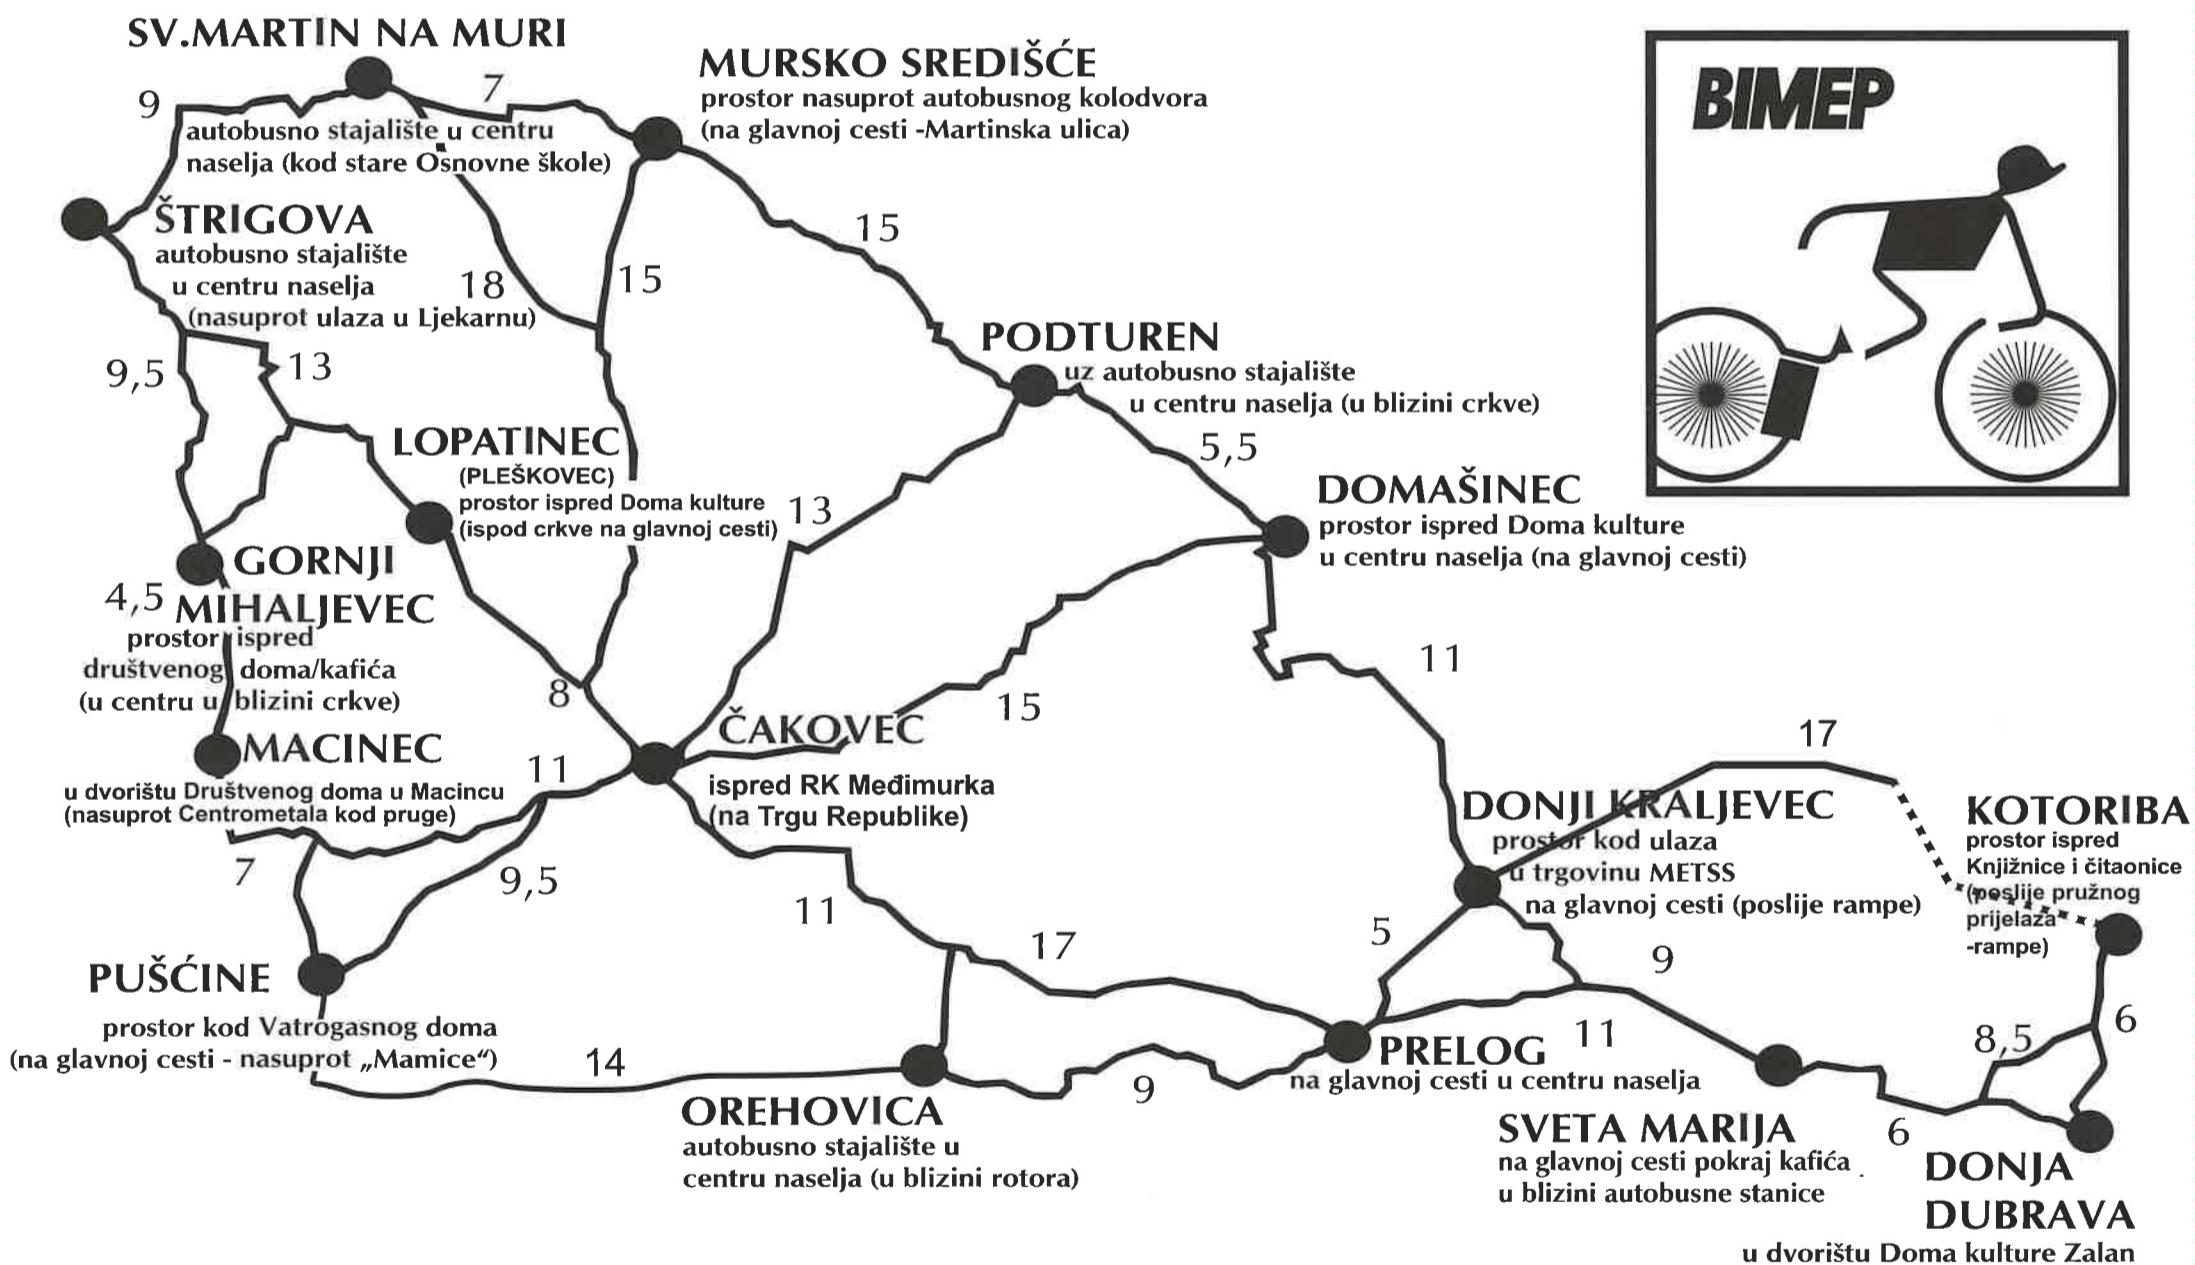 SV.MARTIN NA MURI
9
7
autobusno stajalište u centru
naselja (kod stare Osnovne škole)
MURSKO SREDIŠĆE
prostor nasuprot autobusnog kolodvora
(na glavnoj cesti -Martinska ulica)
BIMEP
ŠTRIGOVA
autobusno stajalište
u centru naselja
(nasuprot ulaza u Ljekarnu)
18
15
15
9,5
13
PODTUREN
uz autobusno stajalište
u centru naselja (u blizini crkve)
5,5
LOPATINEC
(PLEŠKOVEC)
prostor ispred Doma kulture
(ispod crkve na glavnoj cesti)
13
DOMAŠINEC
prostor ispred Doma kulture
u centru naselja (na glavnoj cesti)
GORNJI
MIHALJEVEC
4,5
prostor ispred
društvenog doma/kafića
(u centru u blizini crkve)
8
15
11
MACINEC
u dvorištu Društvenog doma u Macincu
(nasuprot Centrometala kod pruge)
11
ČAKOVEC
ispred RK Međimurka
(na Trgu Republike)
17
DONJI KRALJEVEC
prostor kod ulaza
u trgovinu METSS
na glavnoj cesti (poslije rampe)
KOTORIBA
prostor ispred
Knjižnice i čitaonice
(poslije pružnog
prijelaza
-rampe)
7
9,5
11
17
5
9
PUŠĆINE
prostor kod Vatrogasnog doma
(na glavnoj cesti - nasuprot „Mamice“)
14
OREHOVICA
autobusno stajalište u
centru naselja (u blizini rotora)
9
PRELOG
na glavnoj cesti u centru naselja
11
8,5
6
SVETA MARIJA
na glavnoj cesti pokraj kafića
u blizini autobusne stanice
6
DONJA
DUBRAVA
u dvorištu Doma kulture Zalan